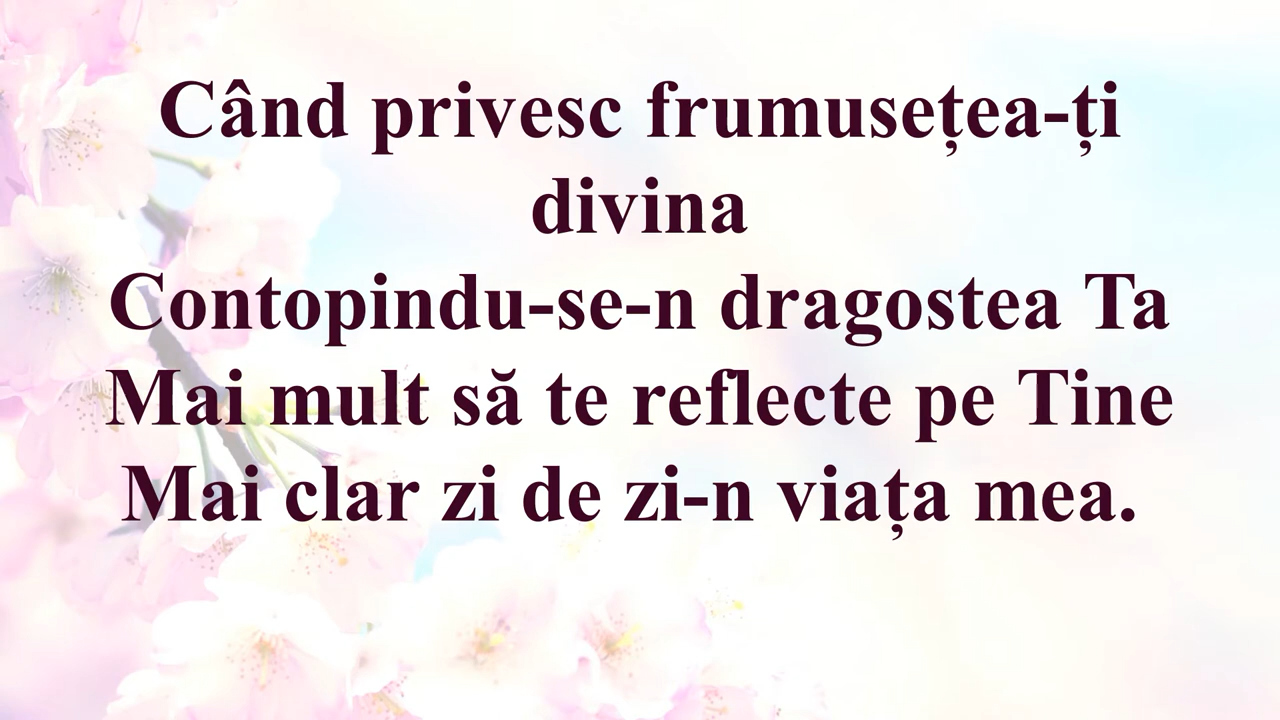 Când privesc frumusețea-ți
divina
Contopindu-se-n dragostea Ta
Mai mult să te reflecte pe Tine
Mai clar zi de zi-n viața mea.